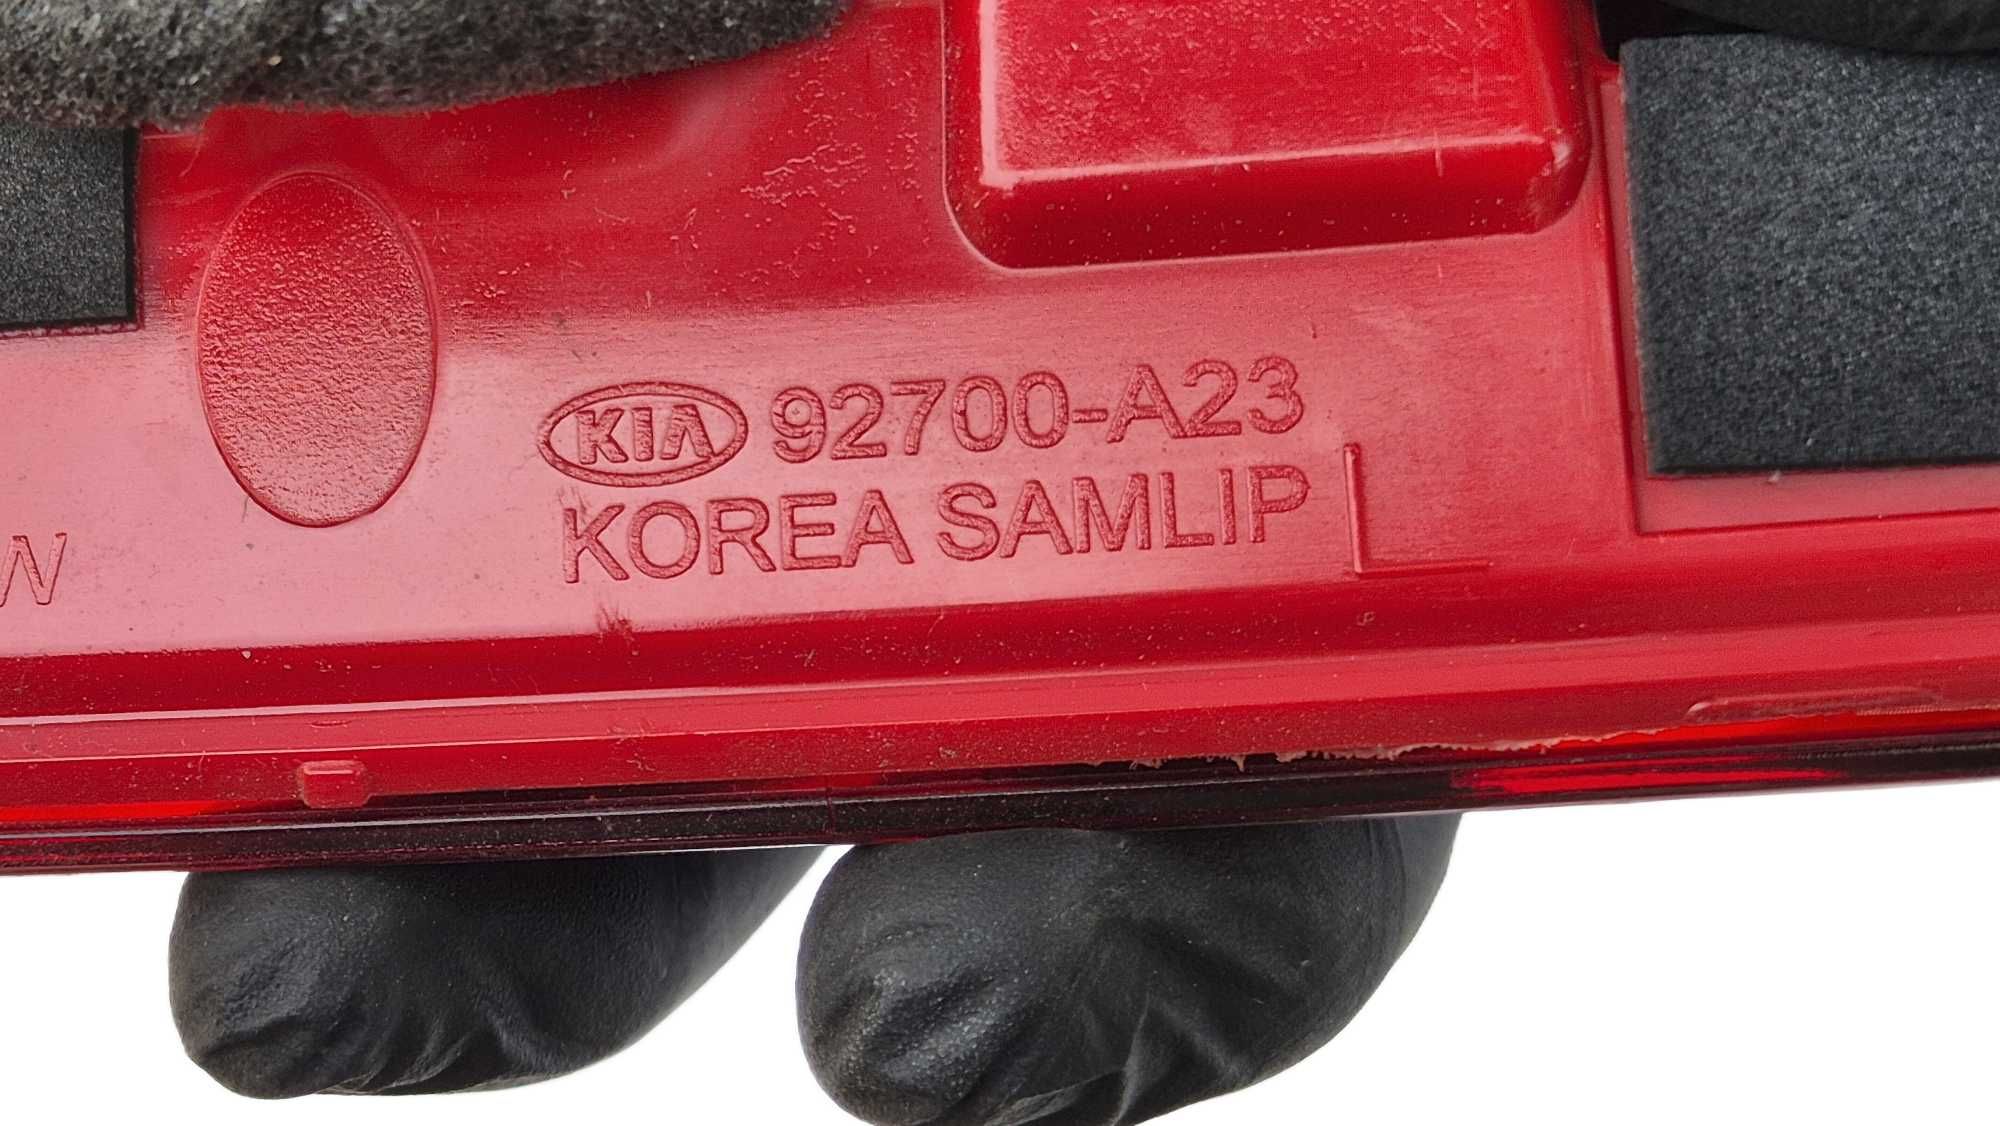 KIA 92700-A23
KOREA SAMLIP
W